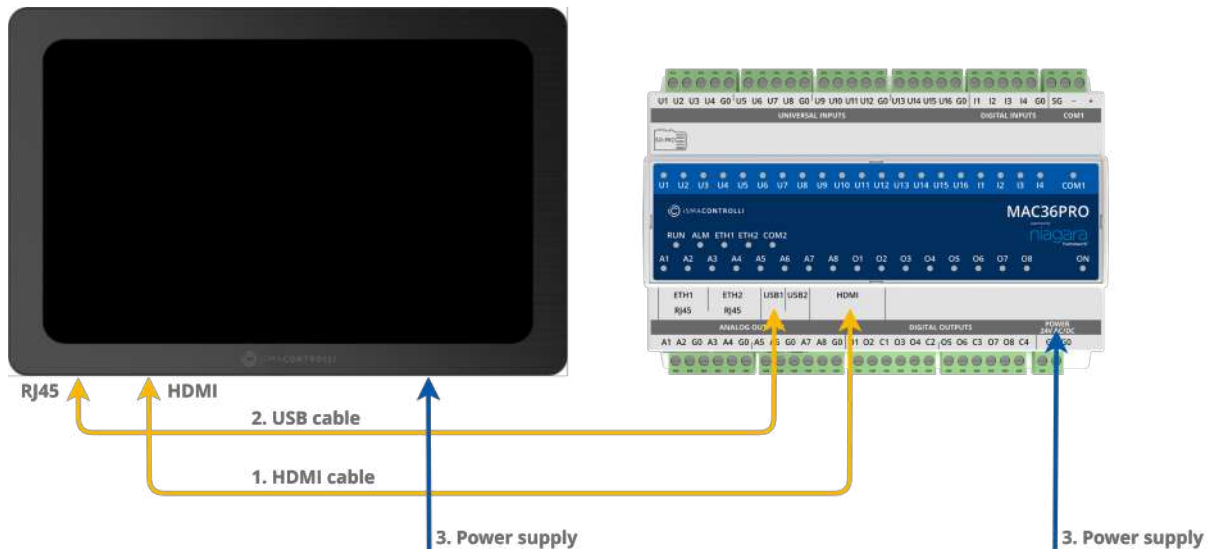 U1 U2 U3 U4 G0 U5 U6 U7 U8 G0 U9 U10 U11 U12 G0 U13 U14 U15 U16 G0 I1 I2 I3 I4 G0 SG - +
UNIVERSAL INPUTS DIGITAL INPUTS COM1
U1 U2 U3 U4 U5 U6 U7 U8 U9 U10 U11 U12 U13 U14 U15 U16 I1 I2 I3 I4 COM1
iSMACONTROLLI MAC36PRO
niagara
RUN ALM ETH1 ETH2 COM2
A1 A2 A3 A4 A5 A6 A7 A8 O1 O2 O3 O4 O5 O6 O7 O8 ON
ETH1 ETH2 USB1 USB2 HDMI
RJ45 RJ45
ANALOG DIGITAL OUTPUTS POWER
24V AC/DC
A1 A2 G0 A3 A4 G0 A5 A6 G0 A7 A8 G0 O1 O2 C1 O3 O4 C2 O5 O6 C3 O7 O8 C4 G0
iSMACONTROLLI
RJ45 HDMI
2. USB cable
1. HDMI cable
3. Power supply 3. Power supply